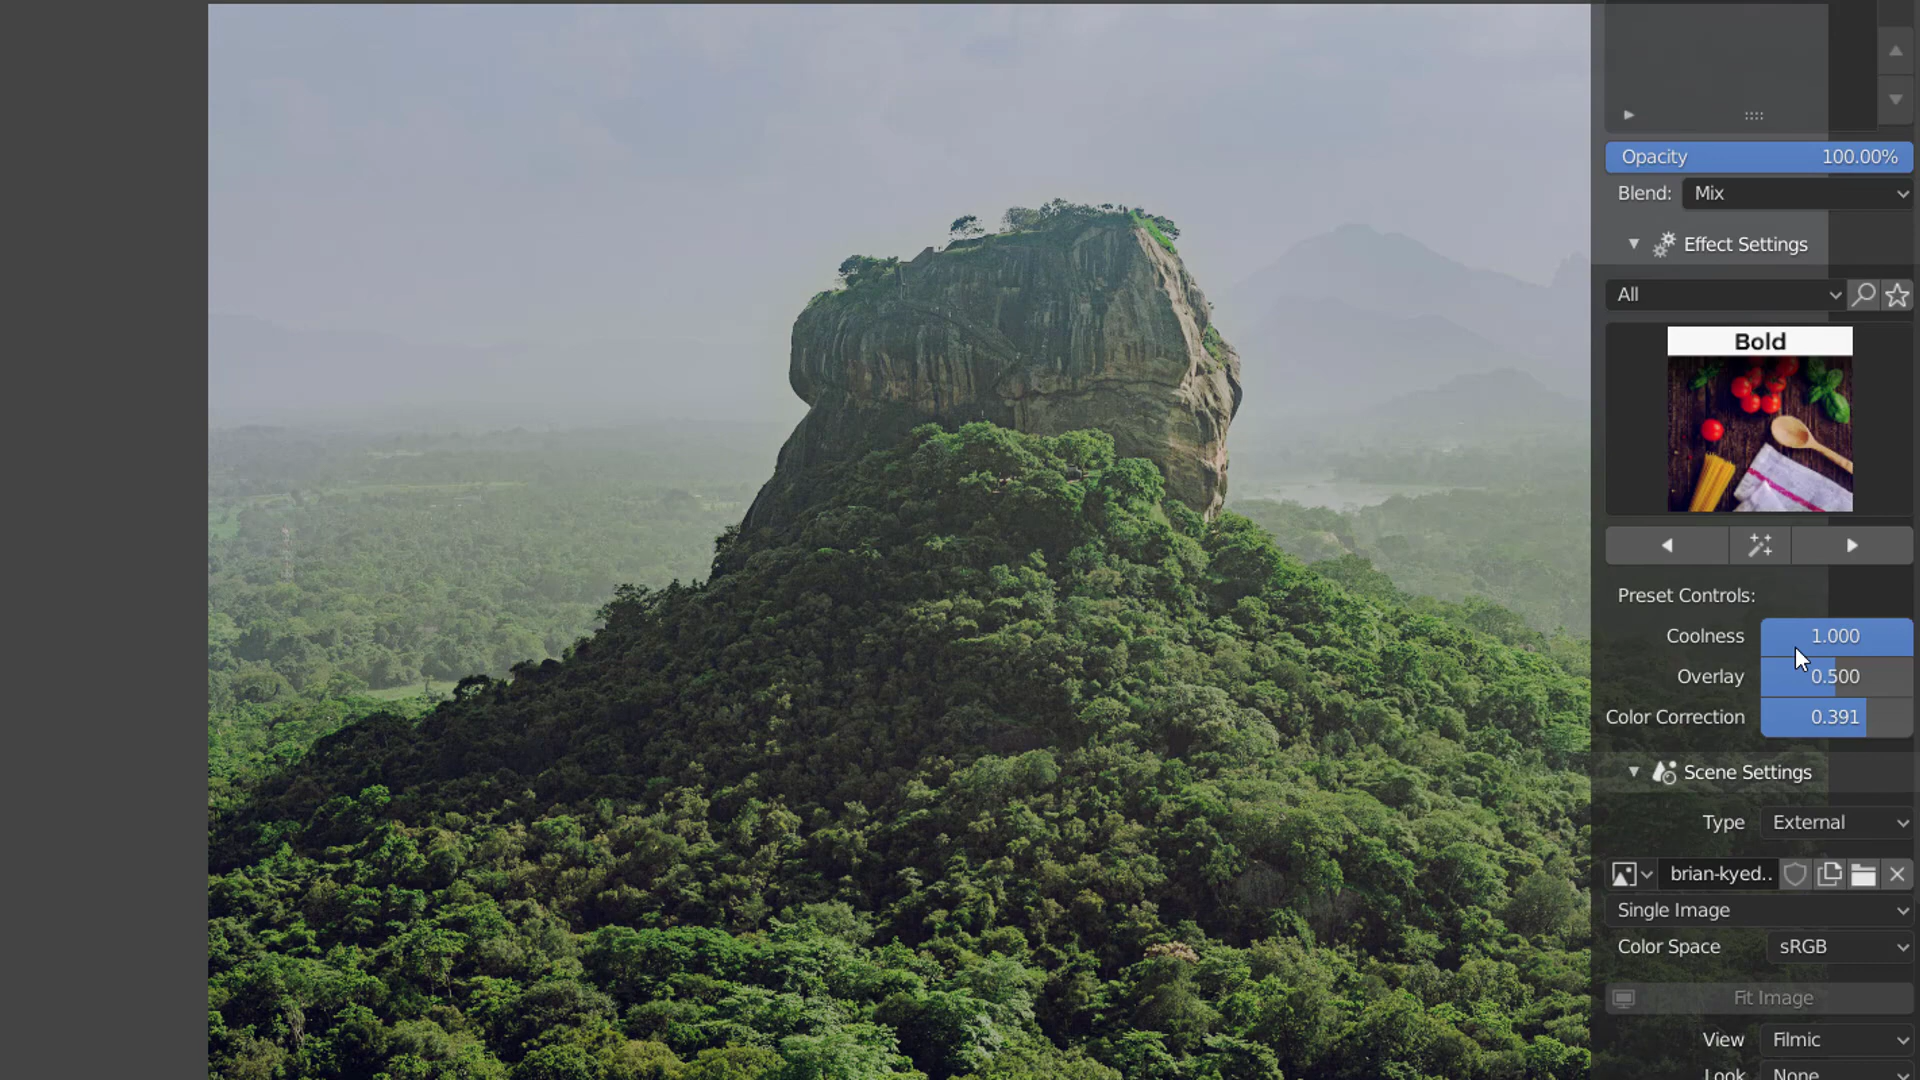 Opacity 100.00%
Blend: Mix
Effect Settings
All
Bold
Preset Controls:
Coolness 1.000
Overlay 0.500
Color Correction 0.391
Scene Settings
Type External
brian-kyed..
Single Image
Color Space sRGB
Fit Image
View Filmic
Look None